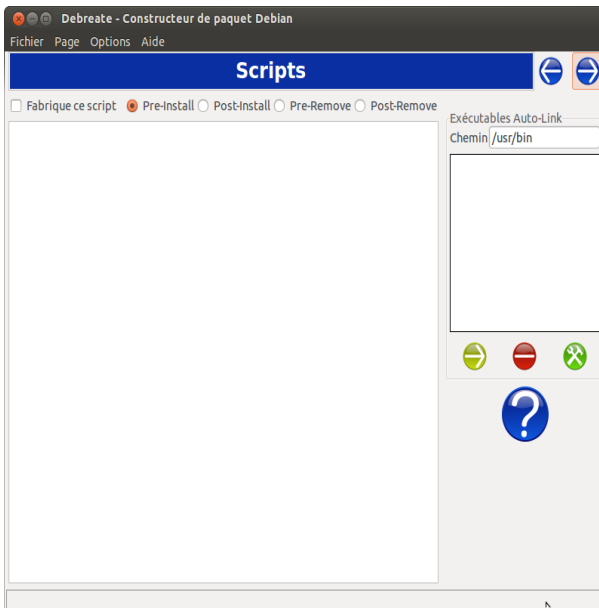 Debreate - Constructeur de paquet Debian
Fichier Page Options Aide
Scripts
Fabrique ce script Pre-Install Post-Install Pre-Remove Post-Remove
Exécutables Auto-Link
Chemin /usr/bin